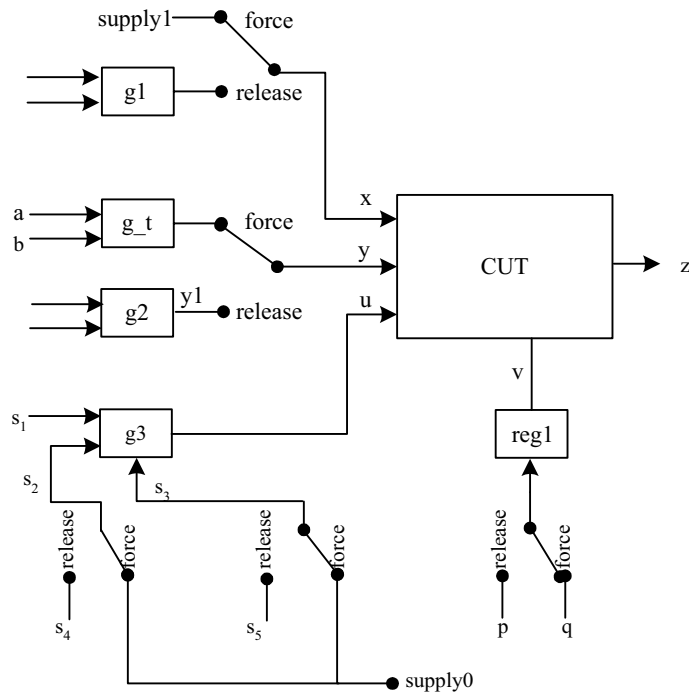 supply1
force
g1
release
a
b
g_t
force
x
y
CUT
z
g2
y1
release
u
v
s₁
g3
reg1
s₂
s₃
release
force
release
force
release
force
s₄
s₅
p
q
supply0